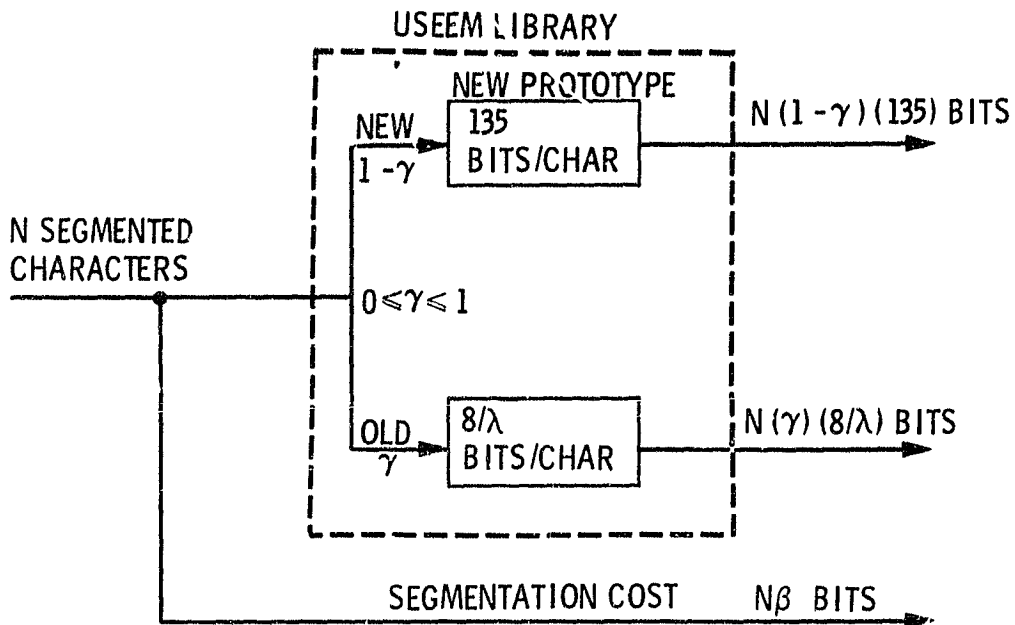 USEEM LIBRARY
NEW PROTOTYPE
NEW
1 - γ
135
BITS/CHAR
N (1 - γ) (135) BITS
N SEGMENTED
CHARACTERS
0 ⩽ γ ⩽ 1
OLD
γ
8/λ
BITS/CHAR
N (γ) (8/λ) BITS
SEGMENTATION COST Nβ BITS